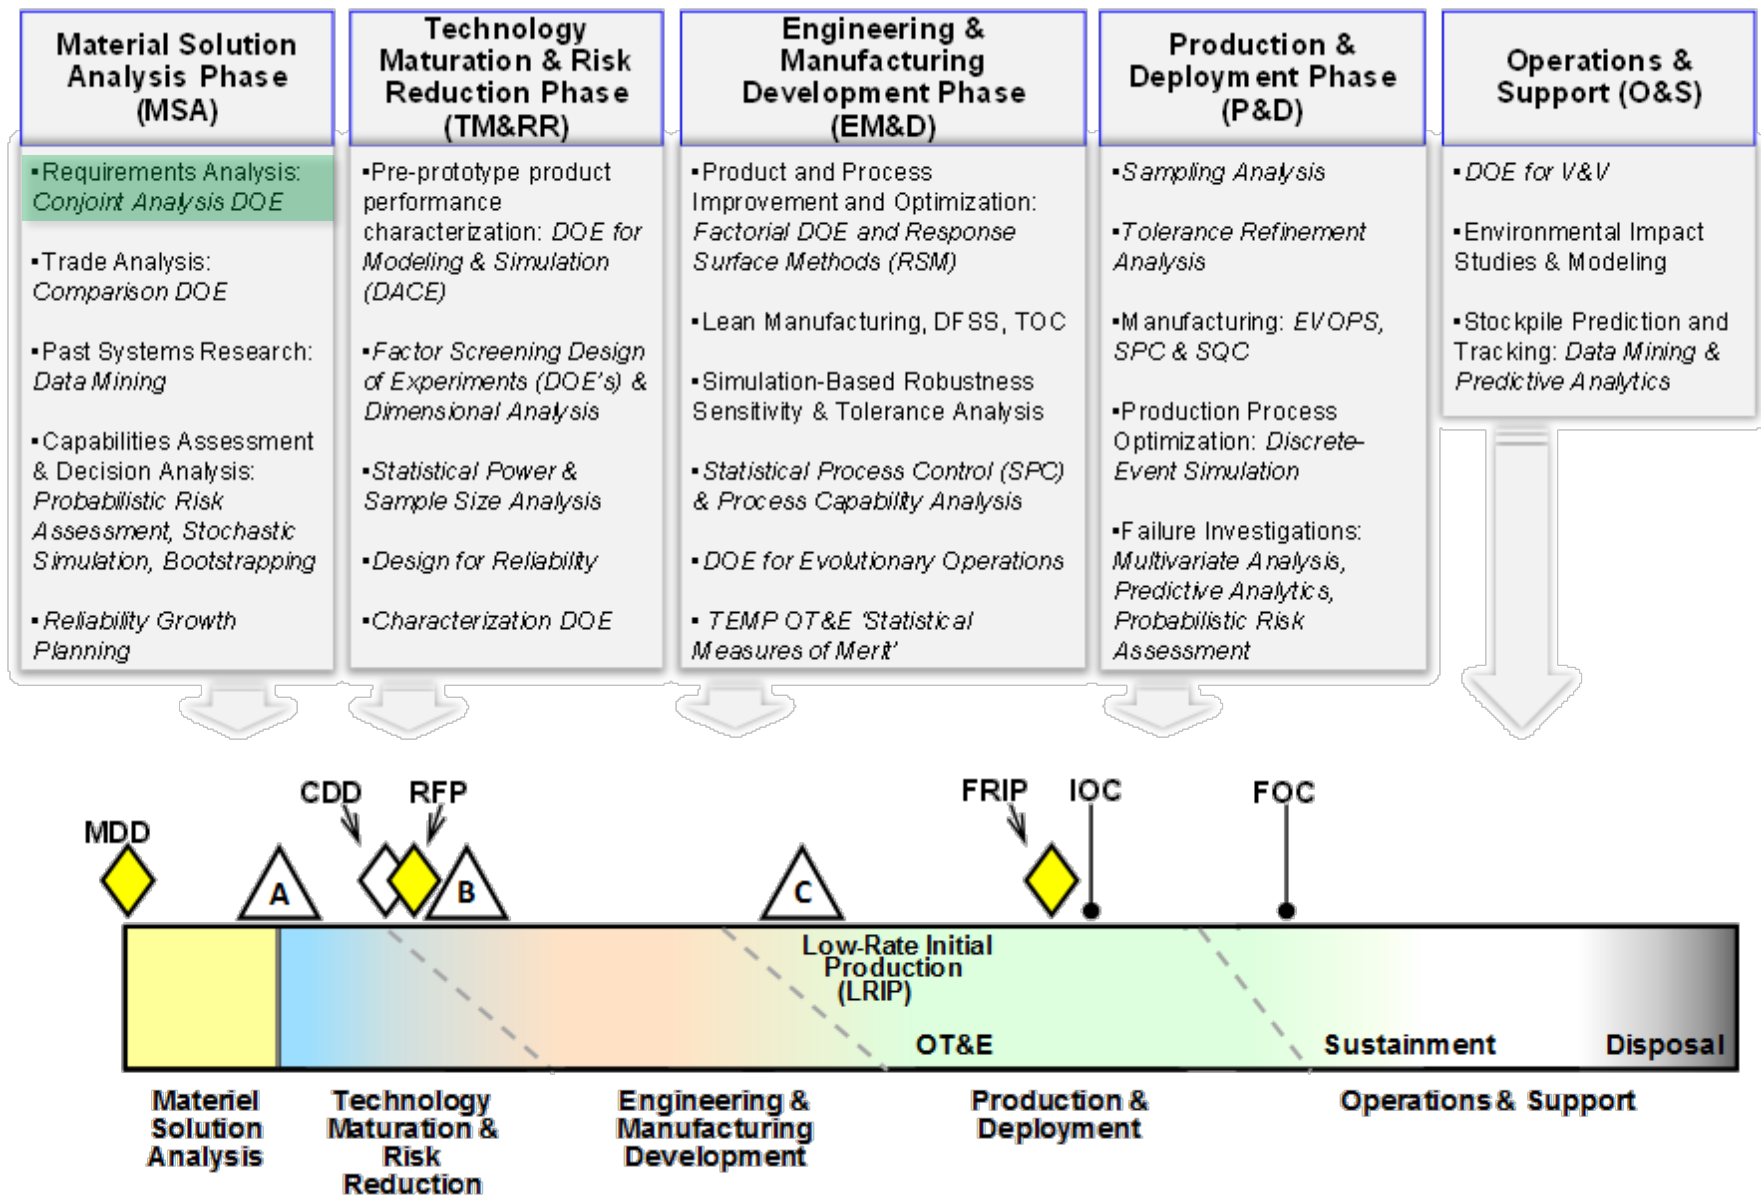 Material Solution
Analysis Phase
(MSA)
▪Requirements Analysis:
Conjoint Analysis DOE
▪Trade Analysis:
Comparison DOE
▪Past Systems Research:
Data Mining
▪Capabilities Assessment
& Decision Analysis:
Probabilistic Risk
Assessment, Stochastic
Simulation, Bootstrapping
▪Reliability Growth
Planning
Technology
Maturation & Risk
Reduction Phase
(TM&RR)
▪Pre-prototype product
performance
characterization: DOE for
Modeling & Simulation
(DACE)
▪Factor Screening Design
of Experiments (DOE's) &
Dimensional Analysis
▪Statistical Power &
Sample Size Analysis
▪Design for Reliability
▪Characterization DOE
Engineering &
Manufacturing
Development Phase
(EM&D)
▪Product and Process
Improvement and Optimization:
Factorial DOE and Response
Surface Methods (RSM)
▪Lean Manufacturing, DFSS, TOC
▪Simulation-Based Robustness
Sensitivity & Tolerance Analysis
▪Statistical Process Control (SPC)
& Process Capability Analysis
▪DOE for Evolutionary Operations
▪ TEMP OT&E 'Statistical
Measures of Merit'
Production &
Deployment Phase
(P&D)
▪Sampling Analysis
▪Tolerance Refinement
Analysis
▪Manufacturing: EVOPS,
SPC & SQC
▪Production Process
Optimization: Discrete-
Event Simulation
▪Failure Investigations:
Multivariate Analysis,
Predictive Analytics,
Probabilistic Risk
Assessment
Operations &
Support (O&S)
▪DOE for V&V
▪Environmental Impact
Studies & Modeling
▪Stockpile Prediction and
Tracking: Data Mining &
Predictive Analytics
MDD
CDD
RFP
FRIP
IOC
FOC
A
B
C
Low-Rate Initial
Production
(LRIP)
OT&E
Sustainment
Disposal
Materiel
Solution
Analysis
Technology
Maturation &
Risk
Reduction
Engineering &
Manufacturing
Development
Production &
Deployment
Operations & Support